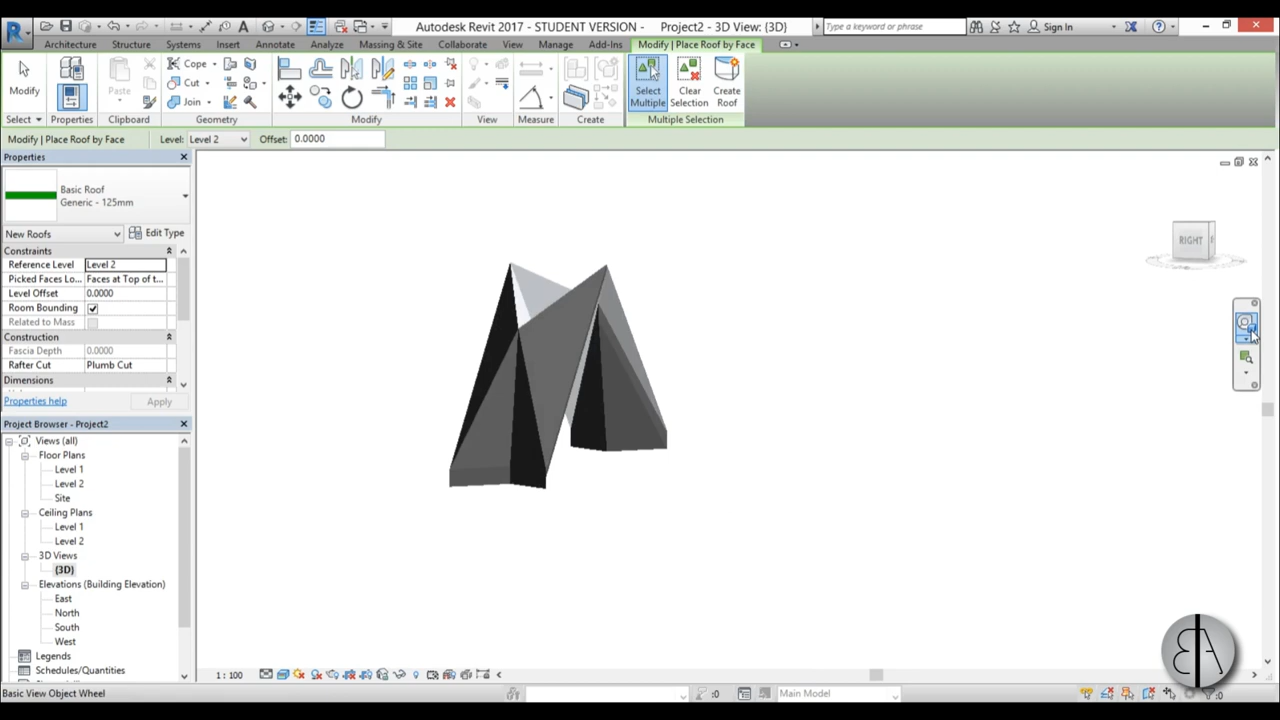 Autodesk Revit 2017 - STUDENT VERSION - Project2 - 3D View: {3D}
Type a keyword or phrase
Sign In
Architecture Structure Systems Insert Annotate Analyze Massing & Site Collaborate View Manage Add-Ins Modify | Place Roof by Face
Modify Paste Cope Cut Join Select Multiple Clear Selection Create Roof
Select Properties Clipboard Geometry Modify View Measure Create Multiple Selection
Modify | Place Roof by Face Level: Level 2 Offset: 0.0000
Properties
Basic Roof
Generic - 125mm
New Roofs Edit Type
Constraints
Reference Level Level 2
Picked Faces Lo... Faces at Top of t...
Level Offset 0.0000
Room Bounding
Related to Mass
Construction
Fascia Depth 0.0000
Rafter Cut Plumb Cut
Dimensions
Properties help Apply
Project Browser - Project2
Views (all)
Floor Plans
Level 1
Level 2
Site
Ceiling Plans
Level 1
Level 2
3D Views
{3D}
Elevations (Building Elevation)
East
North
South
West
Legends
Schedules/Quantities
RIGHT
1 : 100
Basic View Object Wheel
:0
Main Model
:0